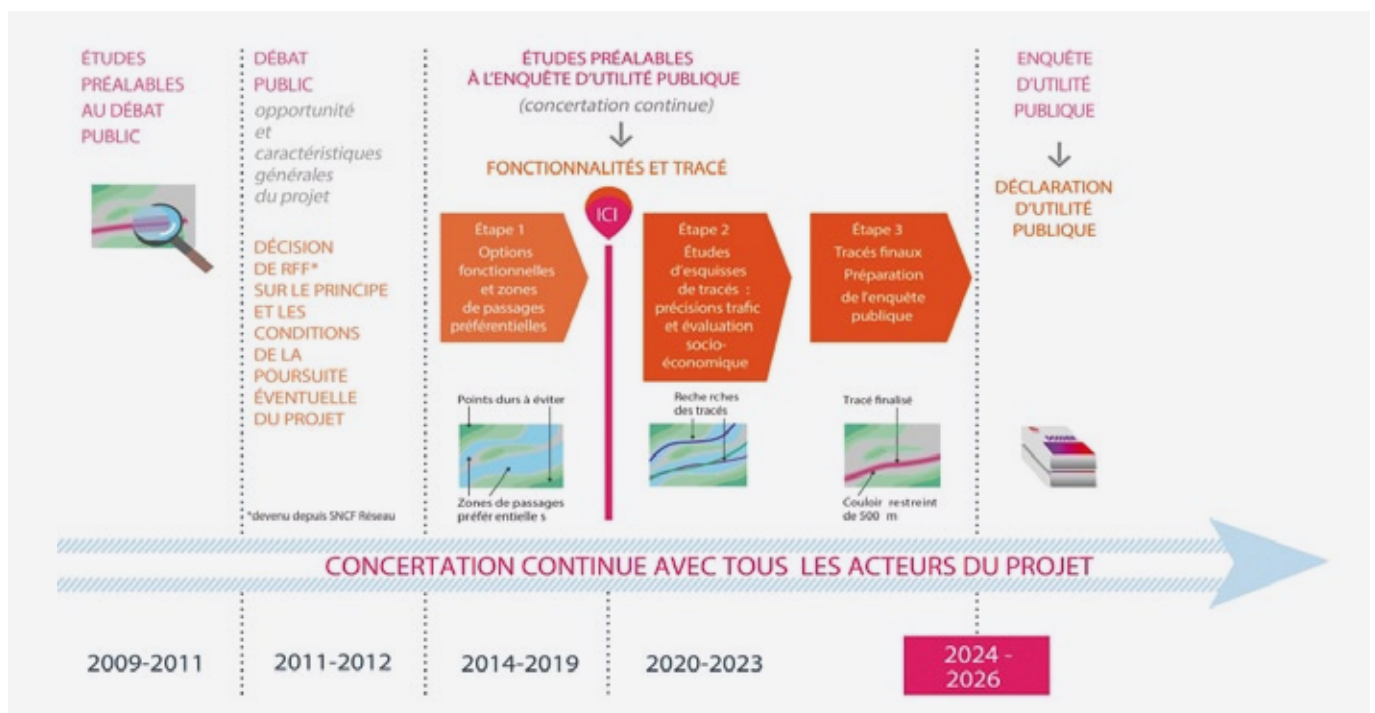 ÉTUDES
PRÉALABLES
AU DÉBAT
PUBLIC
DÉBAT
PUBLIC
opportunité
et
caractéristiques
générales
du projet
DÉCISION
DE RFF*
SUR LE PRINCIPE
ET LES
CONDITIONS
DE LA
POURSUITE
ÉVENTUELLE
DU PROJET
*devenu depuis SNCF Réseau
ÉTUDES PRÉALABLES
À L'ENQUÊTE D'UTILITÉ PUBLIQUE
(concertation continue)
FONCTIONNALITÉS ET TRACÉ
ICI
Étape 1
Options
fonctionnelles
et zones
de passages
préférentielles
Points durs à éviter
Zones de passages
préfér entielle s
Étape 2
Études
d'esquisses
de tracés :
précisions trafic
et évaluation
socio-
économique
Reche rches
des tracés
Étape 3
Tracés finaux
Préparation
de l'enquête
publique
Tracé finalisé
Couloir restreint
de 500 m
ENQUÊTE
D'UTILITÉ
PUBLIQUE
DÉCLARATION
D'UTILITÉ
PUBLIQUE
CONCERTATION CONTINUE AVEC TOUS LES ACTEURS DU PROJET
2009-2011
2011-2012
2014-2019
2020-2023
2024 -
2026